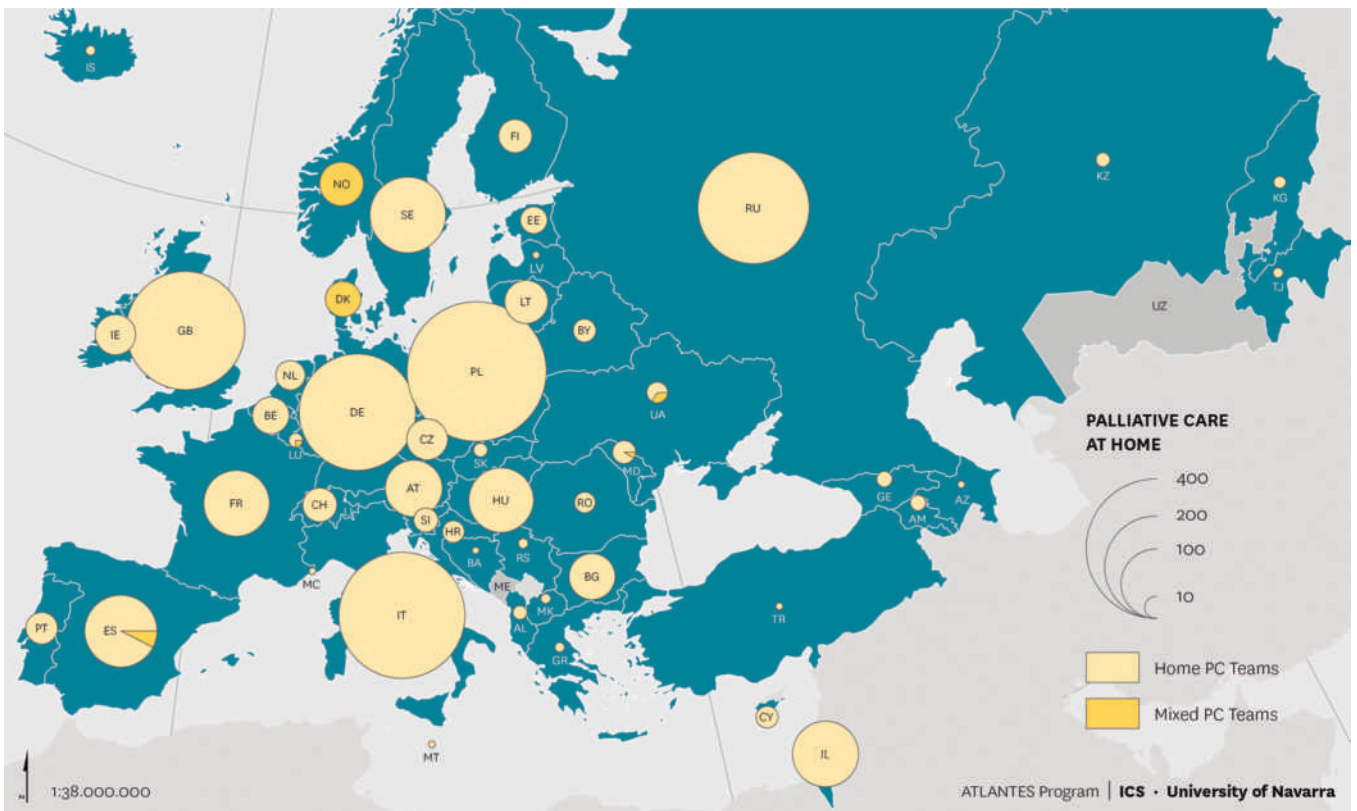 IS
FI
NO
SE
RU
KZ
KG
EE
LV
TJ
DK
LT
UZ
IE
GB
BY
NL
PL
DE
UA
BE
CZ
LU
SK
MD
PALLIATIVE CARE
AT HOME
400
200
100
10
FR
CH
AT
HU
RO
GE
AZ
AM
SI
HR
BA
RS
MC
ME
BG
MK
AL
TR
PT
ES
IT
GR
Home PC Teams
Mixed PC Teams
CY
MT
IL
N
1:38.000.000
ATLANTES Program | ICS · University of Navarra